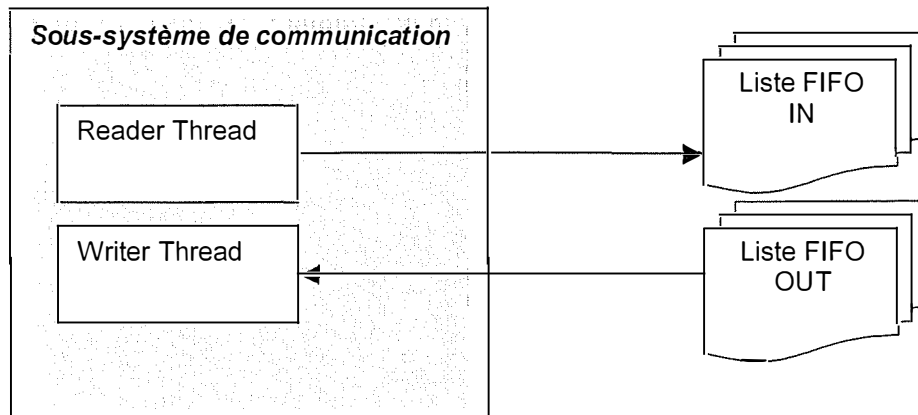 Sous-système de communication
Reader Thread
Liste FIFO
IN
Writer Thread
Liste FIFO
OUT